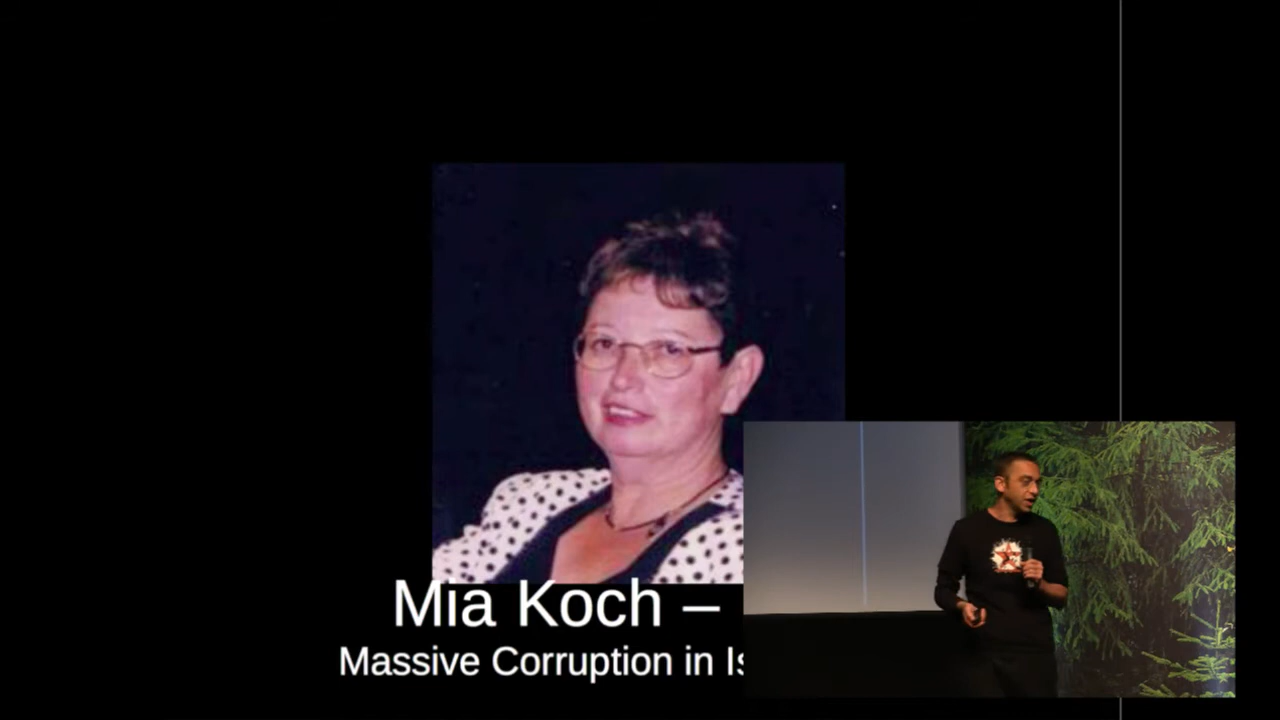 Mia Koch –
Massive Corruption in